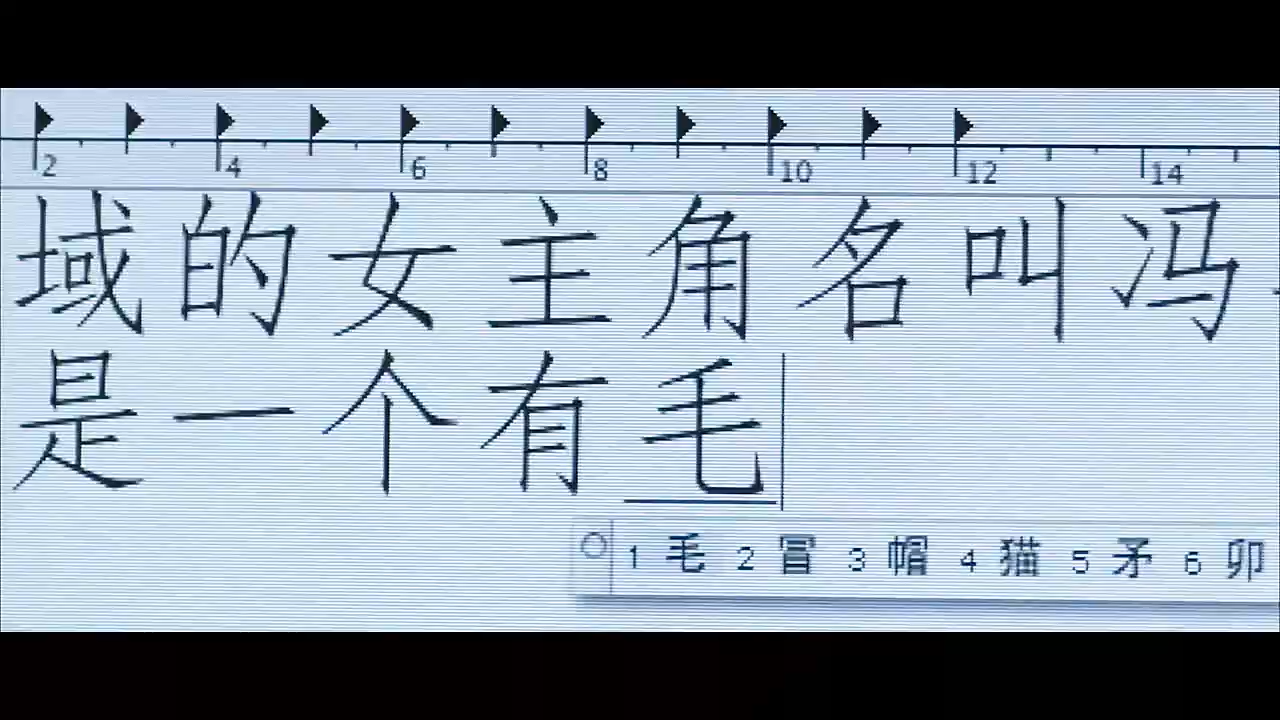 2 4 6 8 10 12 14
域的女主角名叫冯
是一个有毛
1 毛 2 冒 3 帽 4 猫 5 矛 6 卯